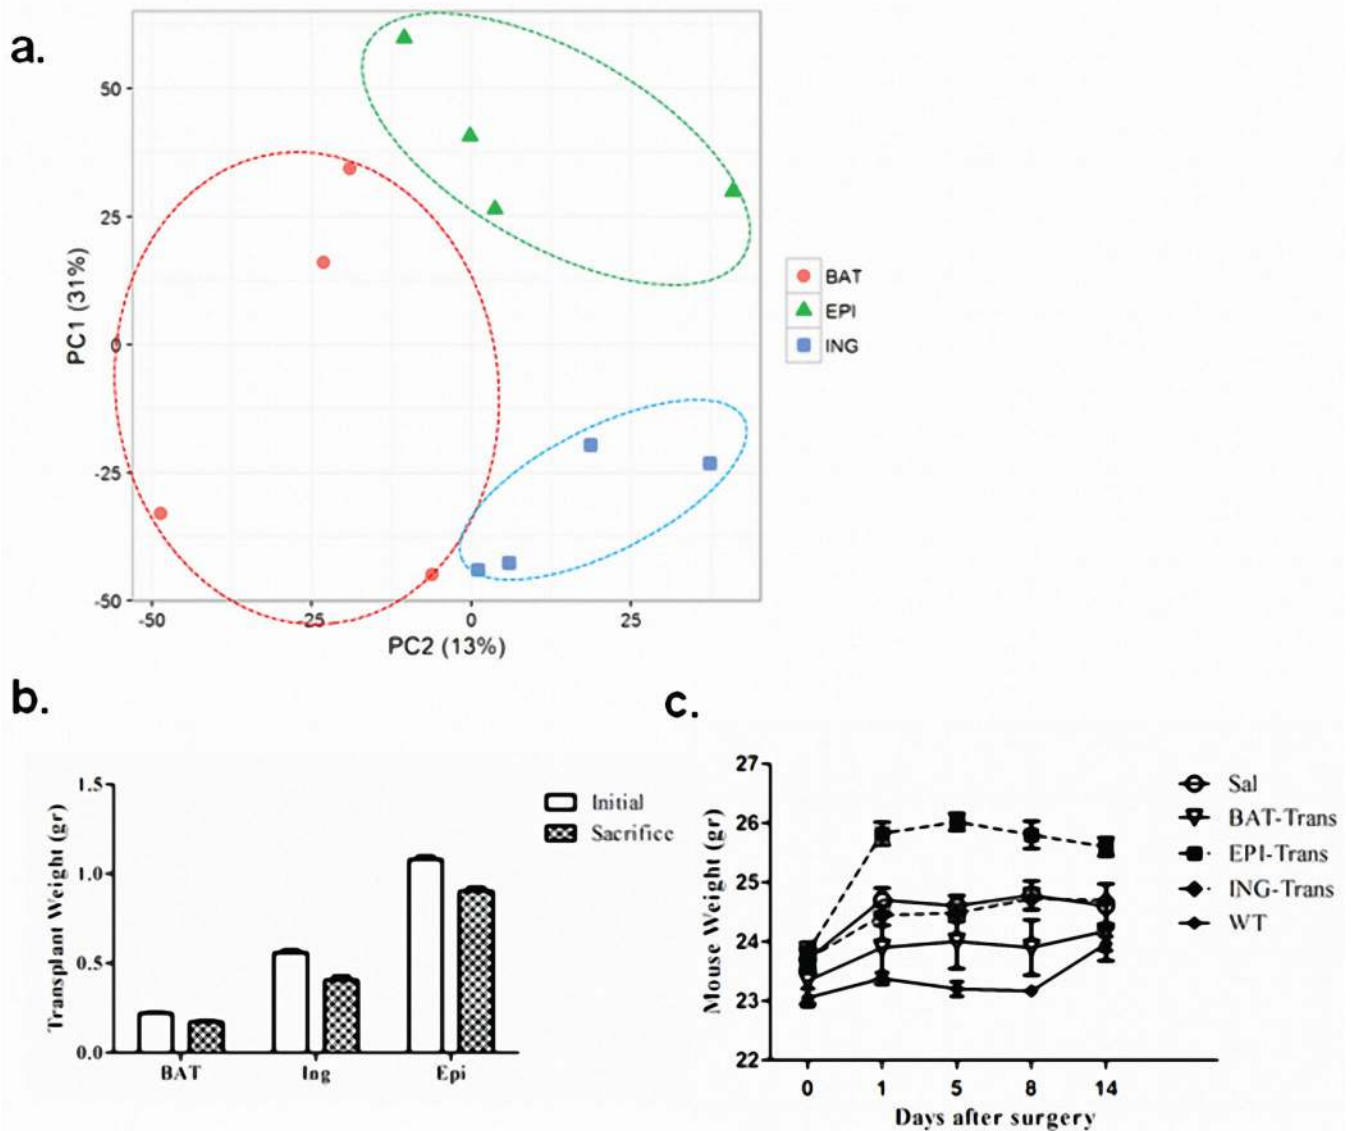 a.
50
25
0
-25
-50
PC1 (31%)
-50
-25
0
25
PC2 (13%)
BAT
EPI
ING
b.
1.5
1.0
0.5
0.0
Transplant Weight (gr)
Initial
Sacrifice
BAT
Ing
Epi
c.
27
26
25
24
23
22
Mouse Weight (gr)
0 1 5 8 14
Days after surgery
Sal
BAT-Trans
EPI-Trans
ING-Trans
WT